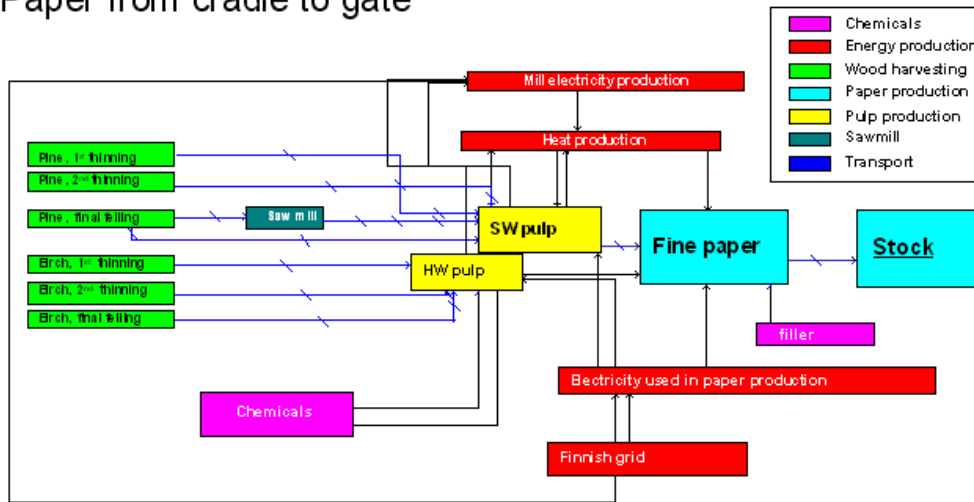 Paper from cradle to gate
Chemicals
Energy production
Wood harvesting
Paper production
Pulp production
Sawmill
Transport
Mill electricity production
Heat production
Pine, 1st thinning
Pine, 2nd thinning
Pine, final felling
Saw mill
SW pulp
Fine paper
Stock
Birch, 1st thinning
HW pulp
Birch, 2nd thinning
Birch, final felling
filler
Electricity used in paper production
Chemicals
Finnish grid